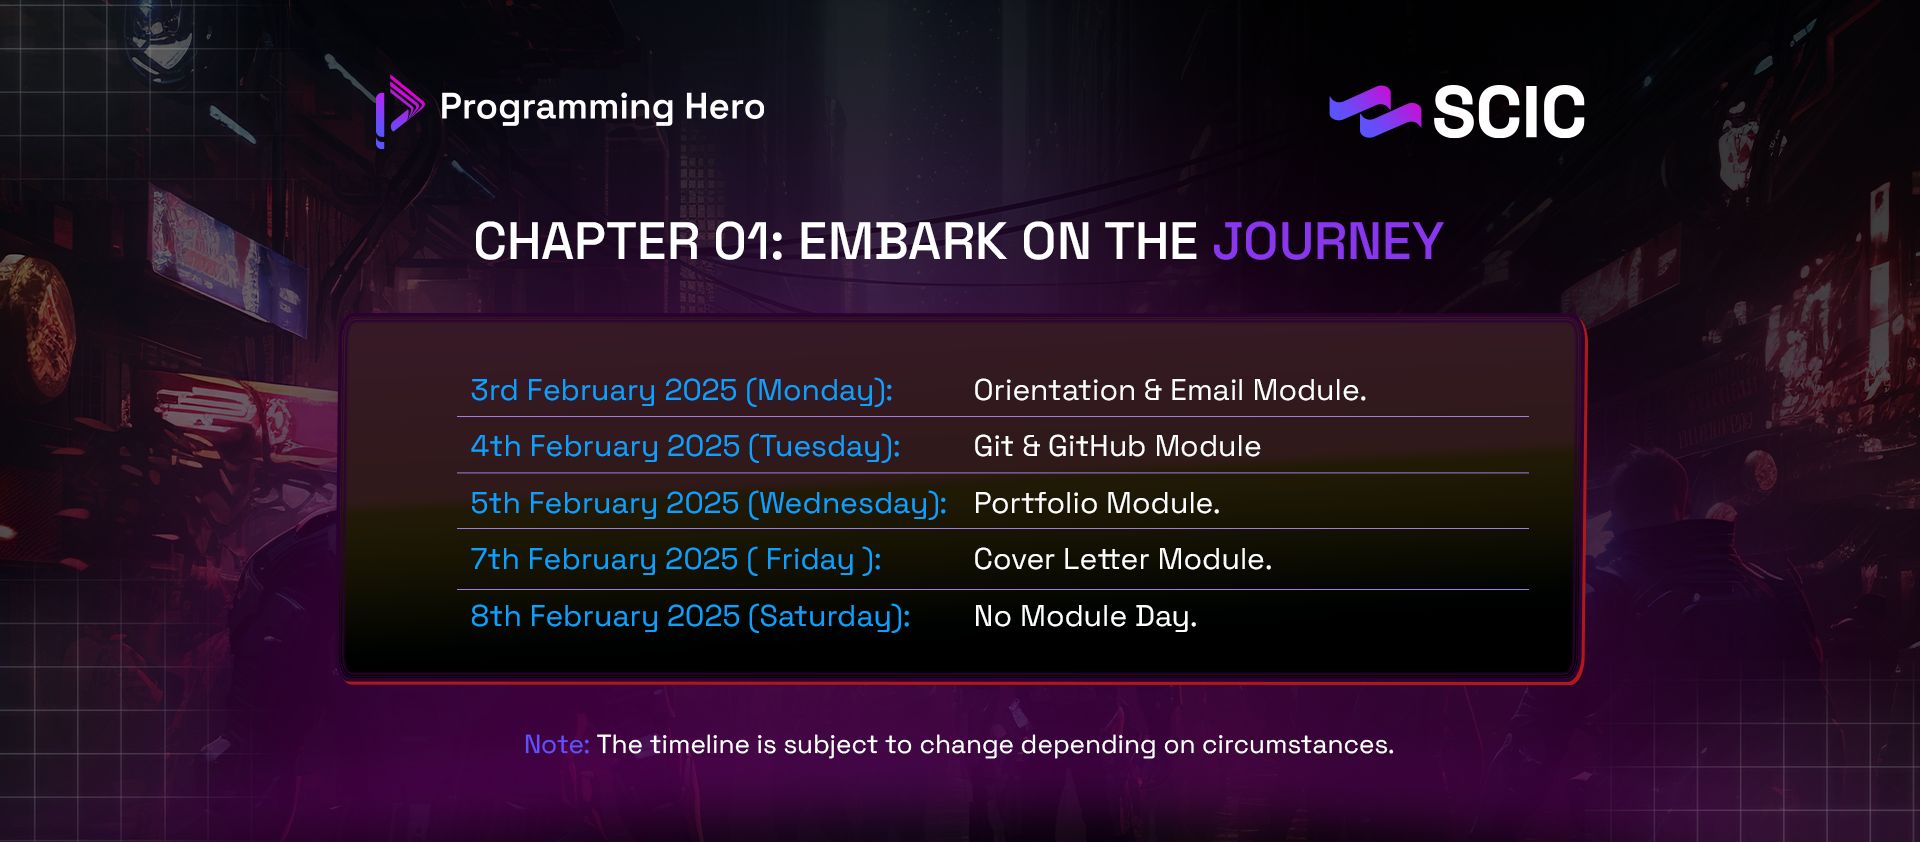 Programming Hero
SCIC
CHAPTER 01: EMBARK ON THE JOURNEY
3rd February 2025 (Monday): Orientation & Email Module.
4th February 2025 (Tuesday): Git & GitHub Module
5th February 2025 (Wednesday): Portfolio Module.
7th February 2025 ( Friday ): Cover Letter Module.
8th February 2025 (Saturday): No Module Day.
Note: The timeline is subject to change depending on circumstances.